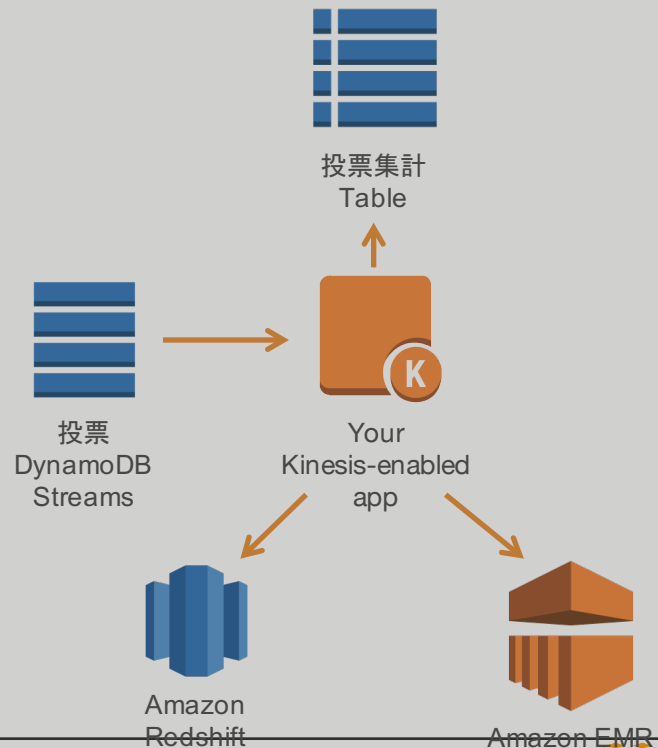 投票集計
Table
K
投票
DynamoDB
Streams
Your
Kinesis-enabled
app
Amazon
Redshift
Amazon EMR